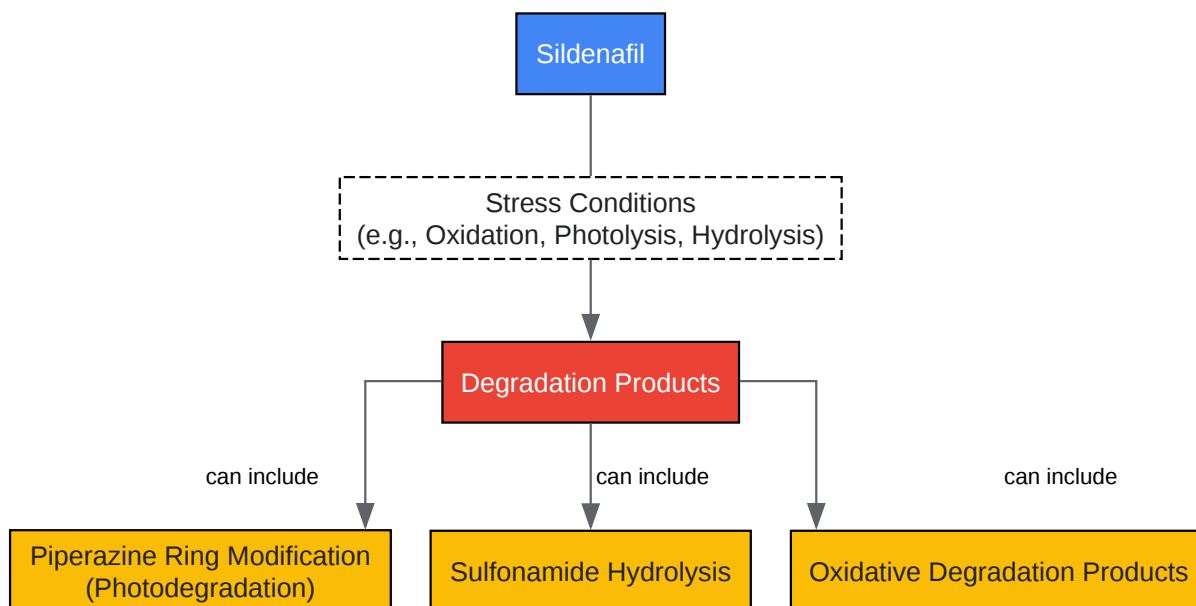 Sildenafil
Stress Conditions
(e.g., Oxidation, Photolysis, Hydrolysis)
Degradation Products
can include
can include
can include
Piperazine Ring Modification
(Photodegradation)
Sulfonamide Hydrolysis
Oxidative Degradation Products